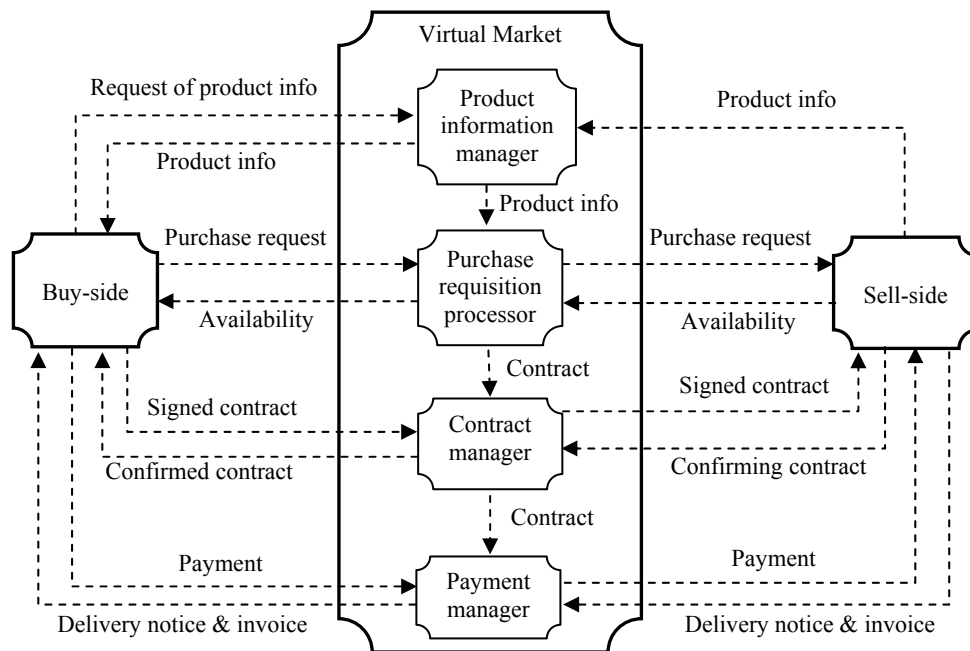 Virtual Market
Request of product info
Product
information
manager
Product info
Product info
Product info
Purchase request
Purchase request
Buy-side
Purchase
requisition
processor
Sell-side
Availability
Availability
Contract
Signed contract
Signed contract
Contract
manager
Confirmed contract
Confirming contract
Contract
Payment
Payment
Payment
manager
Delivery notice & invoice
Delivery notice & invoice